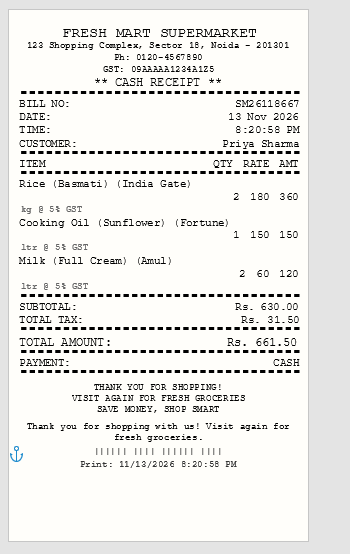 FRESH MART SUPERMARKET
123 Shopping Complex, Sector 18, Noida - 201301
Ph: 0120-4567890
GST: 09AAAAA1234A1Z5
** CASH RECEIPT **
BILL NO: SM26118667
DATE: 13 Nov 2026
TIME: 8:20:58 PM
CUSTOMER: Priya Sharma
ITEM QTY RATE AMT
Rice (Basmati) (India Gate)
2 180 360
kg @ 5% GST
Cooking Oil (Sunflower) (Fortune)
1 150 150
ltr @ 5% GST
Milk (Full Cream) (Amul)
2 60 120
ltr @ 5% GST
SUBTOTAL: Rs. 630.00
TOTAL TAX: Rs. 31.50
TOTAL AMOUNT: Rs. 661.50
PAYMENT: CASH
THANK YOU FOR SHOPPING!
VISIT AGAIN FOR FRESH GROCERIES
SAVE MONEY, SHOP SMART
Thank you for shopping with us! Visit again for
fresh groceries.
|||||| |||| |||||| ||||
Print: 11/13/2026 8:20:58 PM